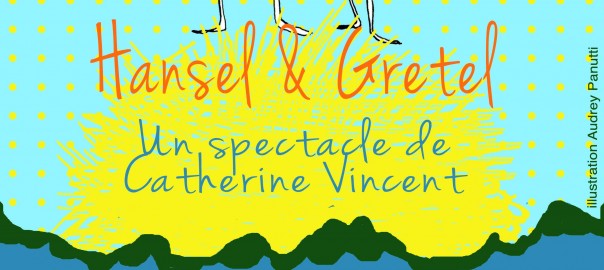 Hansel & Gretel
Un spectacle de
Catherine Vincent
illustration Audrey Panutti